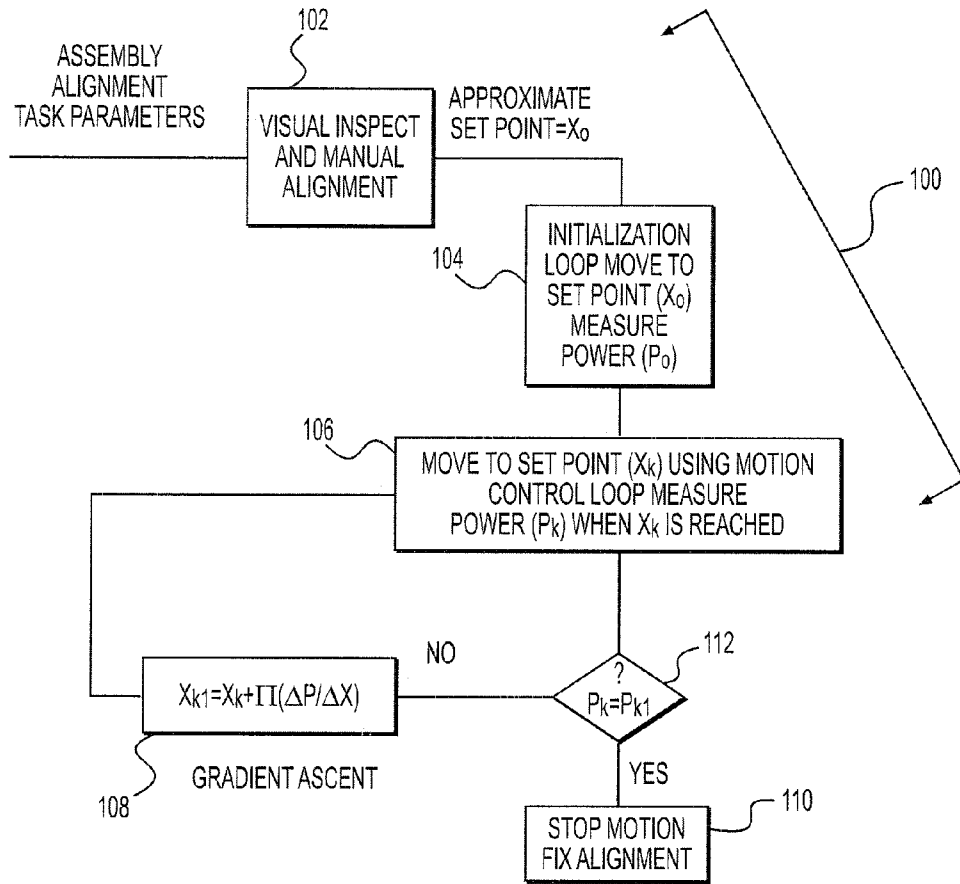 102
ASSEMBLY
ALIGNMENT
TASK PARAMETERS
VISUAL INSPECT
AND MANUAL
ALIGNMENT
APPROXIMATE
SET POINT=X₀
100
104
INITIALIZATION
LOOP MOVE TO
SET POINT (X₀)
MEASURE
POWER (P₀)
106
MOVE TO SET POINT (Xₖ) USING MOTION
CONTROL LOOP MEASURE
POWER (Pₖ) WHEN Xₖ IS REACHED
112
?
Pₖ=Pₖ₁
NO
Xₖ₁=Xₖ+Π(ΔP/ΔX)
108
GRADIENT ASCENT
YES
110
STOP MOTION
FIX ALIGNMENT